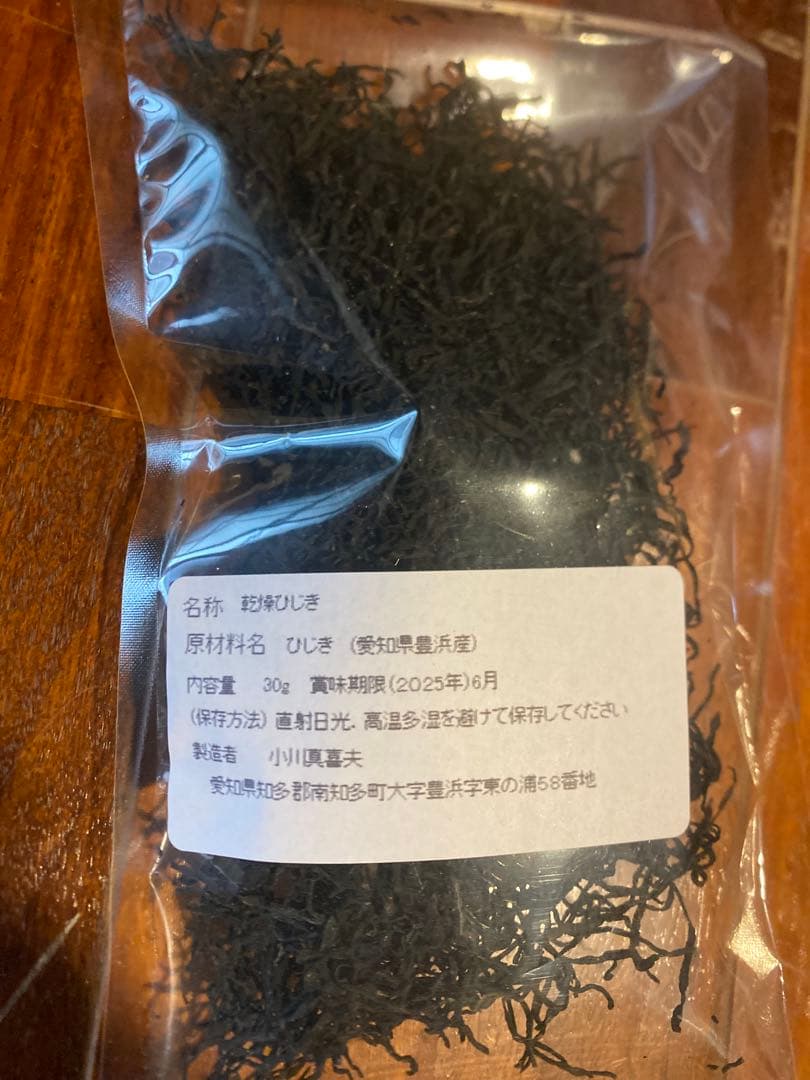 名称　乾燥ひじき
原材料名　ひじき　(愛知県豊浜産)
内容量　30g　賞味期限(2025年)6月
(保存方法) 直射日光．高温多湿を避けて保存してください
製造者　小川真喜夫
愛知県知多郡南知多町大字豊浜字東の浦58番地